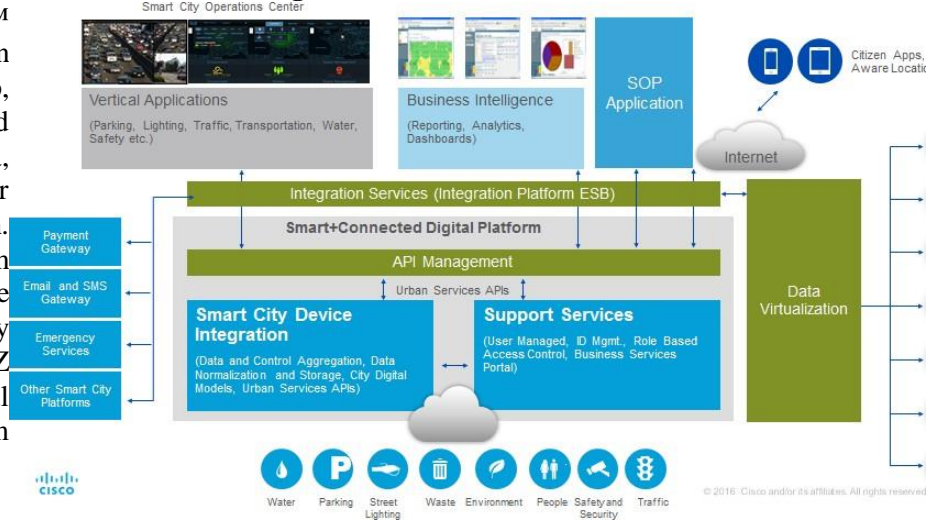 Smart City Operations Center
Vertical Applications
(Parking, Lighting, Traffic, Transportation, Water,
Safety etc.)
Business Intelligence
(Reporting, Analytics,
Dashboards)
SOP
Application
Citizen Apps,
Aware Locatio
Internet
Integration Services (Integration Platform ESB)
Smart+Connected Digital Platform
API Management
Urban Services APIs
Smart City Device
Integration
(Data and Control Aggregation, Data
Normalization and Storage, City Digital
Models, Urban Services APIs)
Support Services
(User Managed, ID Mgmt., Role Based
Access Control, Business Services
Portal)
Data
Virtualization
Payment
Gateway
Email and SMS
Gateway
Emergency
Services
Other Smart City
Platforms
P
Water
Parking
Street
Lighting
Waste
Environment
People
Safety and
Security
Traffic
CISCO
© 2016 Cisco and/or its affiliates. All rights reserved